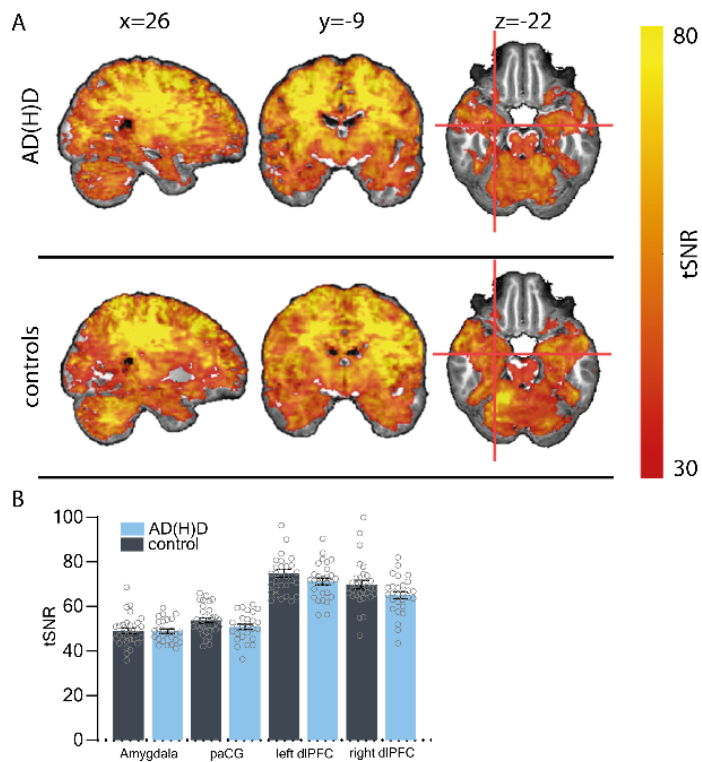 A
x=26 y=-9 z=-22
AD(H)D
controls
80
tSNR
30
B
AD(H)D
control
tSNR
100
80
60
40
20
0
Amygdala paCG left dlPFC right dlPFC